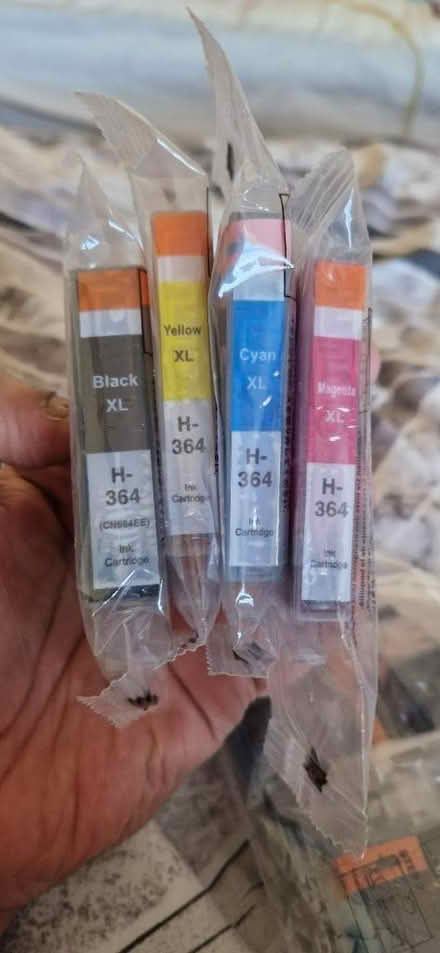 Black
XL
H-
364
(CN684EE)
Ink
Cartridge
Yellow
XL
H-
364
Ink
Cartridge
Cyan
XL
H-
364
Ink
Cartridge
Magenta
XL
H-
364
Ink
Cartridge